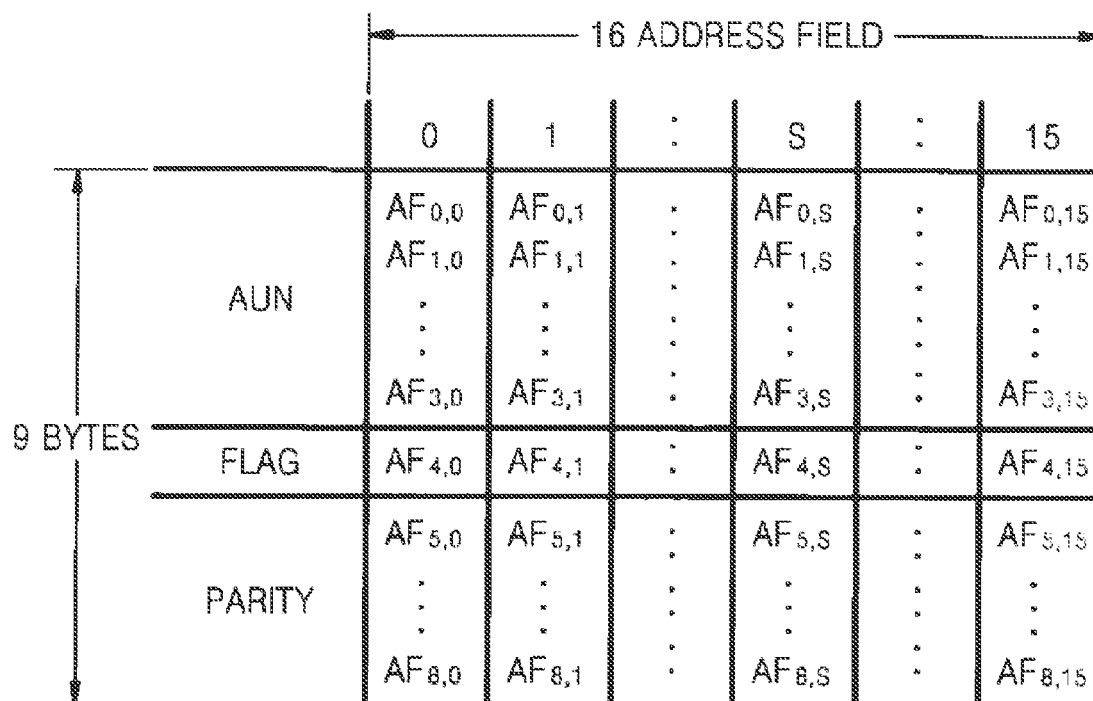 16 ADDRESS FIELD
0 1 : S : 15
AF0,0 AF0,1 AF0,S AF0,15
AF1,0 AF1,1 AF1,S AF1,15
AUN
AF3,0 AF3,1 AF3,S AF3,15
9 BYTES
FLAG AF4,0 AF4,1 : AF4,S : AF4,15
AF5,0 AF5,1 AF5,S AF5,15
PARITY
AF8,0 AF8,1 AF8,S AF8,15